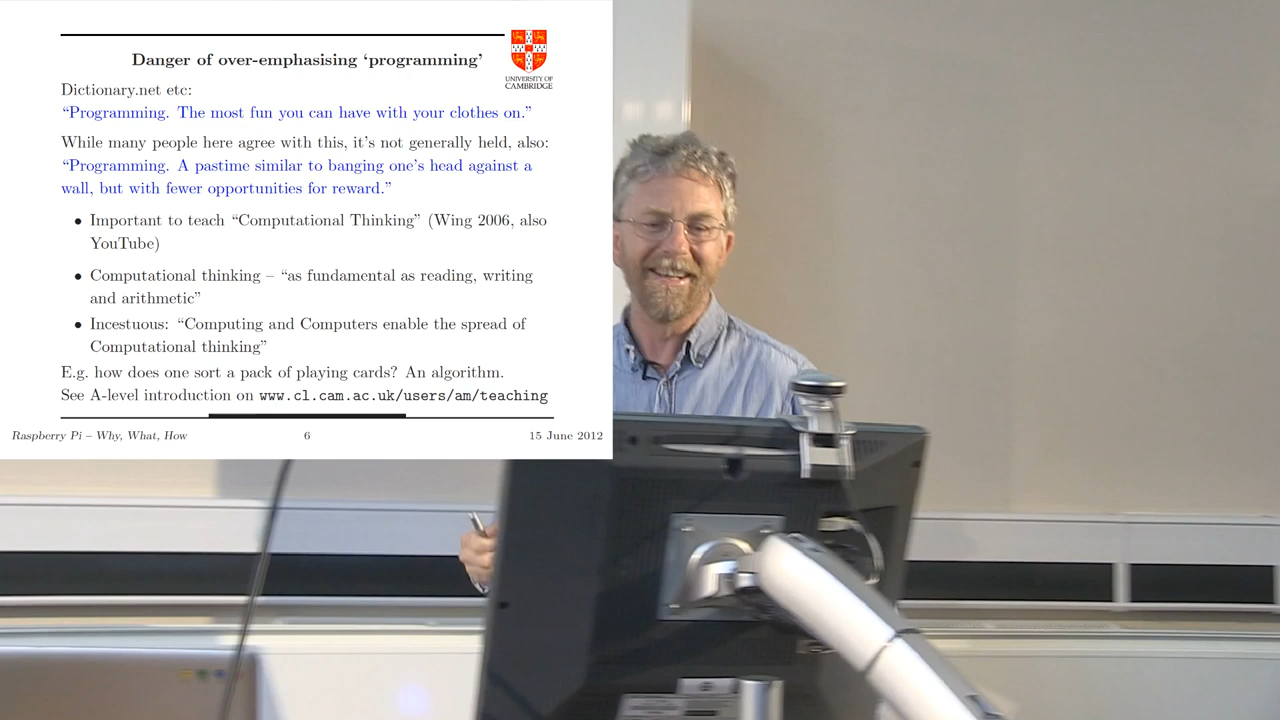 Danger of over-emphasising ‘programming’
UNIVERSITY OF
CAMBRIDGE
Dictionary.net etc:
“Programming. The most fun you can have with your clothes on.”
While many people here agree with this, it’s not generally held, also:
“Programming. A pastime similar to banging one’s head against a
wall, but with fewer opportunities for reward.”
• Important to teach “Computational Thinking” (Wing 2006, also
YouTube)
• Computational thinking – “as fundamental as reading, writing
and arithmetic”
• Incestuous: “Computing and Computers enable the spread of
Computational thinking”
E.g. how does one sort a pack of playing cards? An algorithm.
See A-level introduction on www.cl.cam.ac.uk/users/am/teaching
Raspberry Pi – Why, What, How 6 15 June 2012